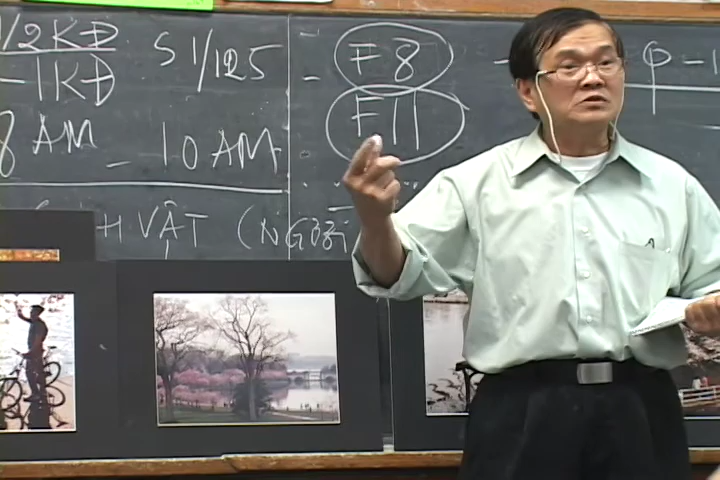 1/2KĐ S 1/125 F8
-1KĐ F11
8 AM - 10 AM
H VẬT (NGƯỜI